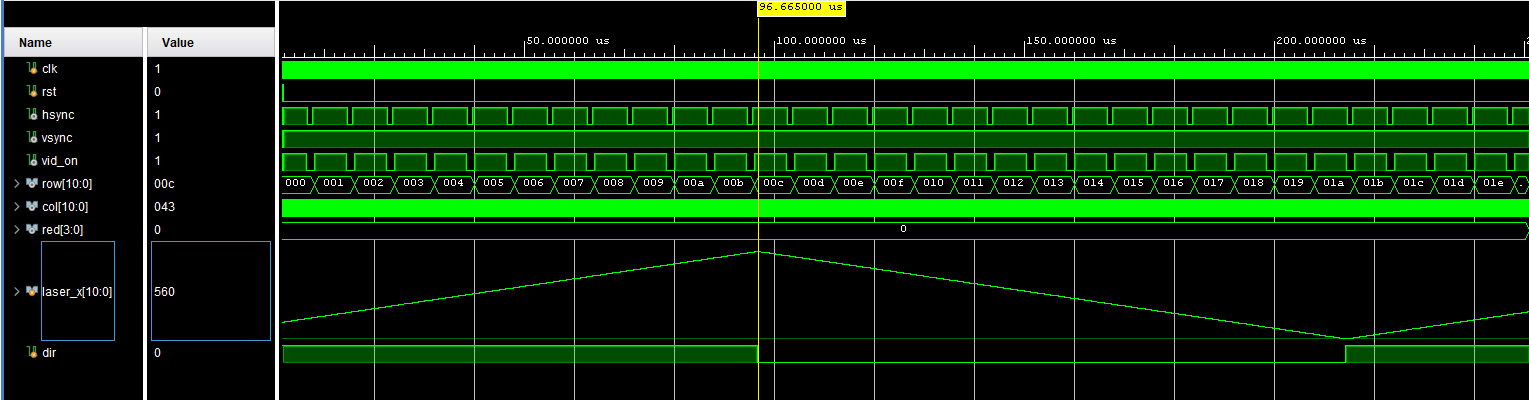 96.665000 us
Name Value
50.000000 us 100.000000 us 150.000000 us 200.000000 us 2
clk 1
rst 0
hsync 1
vsync 1
vid_on 1
row[10:0] 00c 000 001 002 003 004 005 006 007 008 009 00a 00b 00c 00d 00e 00f 010 011 012 013 014 015 016 017 018 019 01a 01b 01c 01d 01e .
col[10:0] 043
red[3:0] 0 0
laser_x[10:0] 560
dir 0